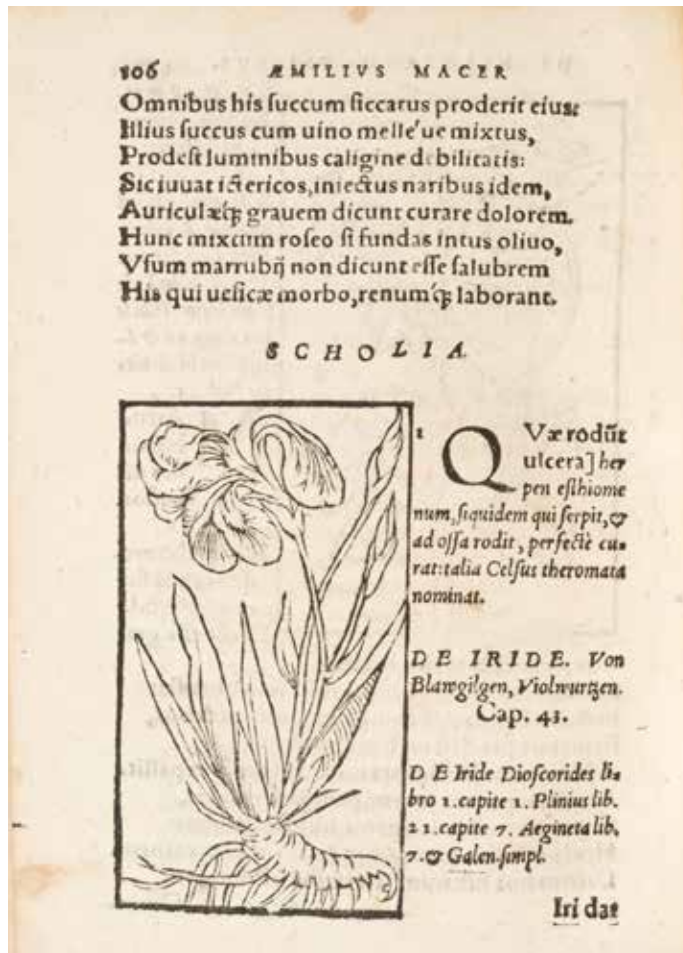 106 ÆMILIVS MACER
Omnibus his ſuccum ſiccatus proderit eius:
Illius ſuccus cum uino melle'ue mixtus,
Prodeſt luminibus caligine debilitatis:
Sic iuuat ictericos, iniectus naribus idem,
Auriculæq́; grauem dicunt curare dolorem.
Hunc mixtum roſeo ſi fundas intus oliuo,
Vſum marrubij non dicunt eſſe ſalubrem
His qui ueſicæ morbo, renumq́; laborant.
SCHOLIA.
1 QVæ rodũt
ulcera] her
pen eſthiome
num, ſiquidem qui ſerpit, &
ad oſſa rodit, perfectè cu-
rat: talia Celſus theromata
nominat.
DE IRIDE. Von
Blawgilgen, Violwurtzen.
Cap. 43.
DE Iride Dioſcorides li-
bro 1. capite 1. Plinius lib.
21. capite 7. Aegineta lib.
7. & Galen. ſimpl.
Iri dat